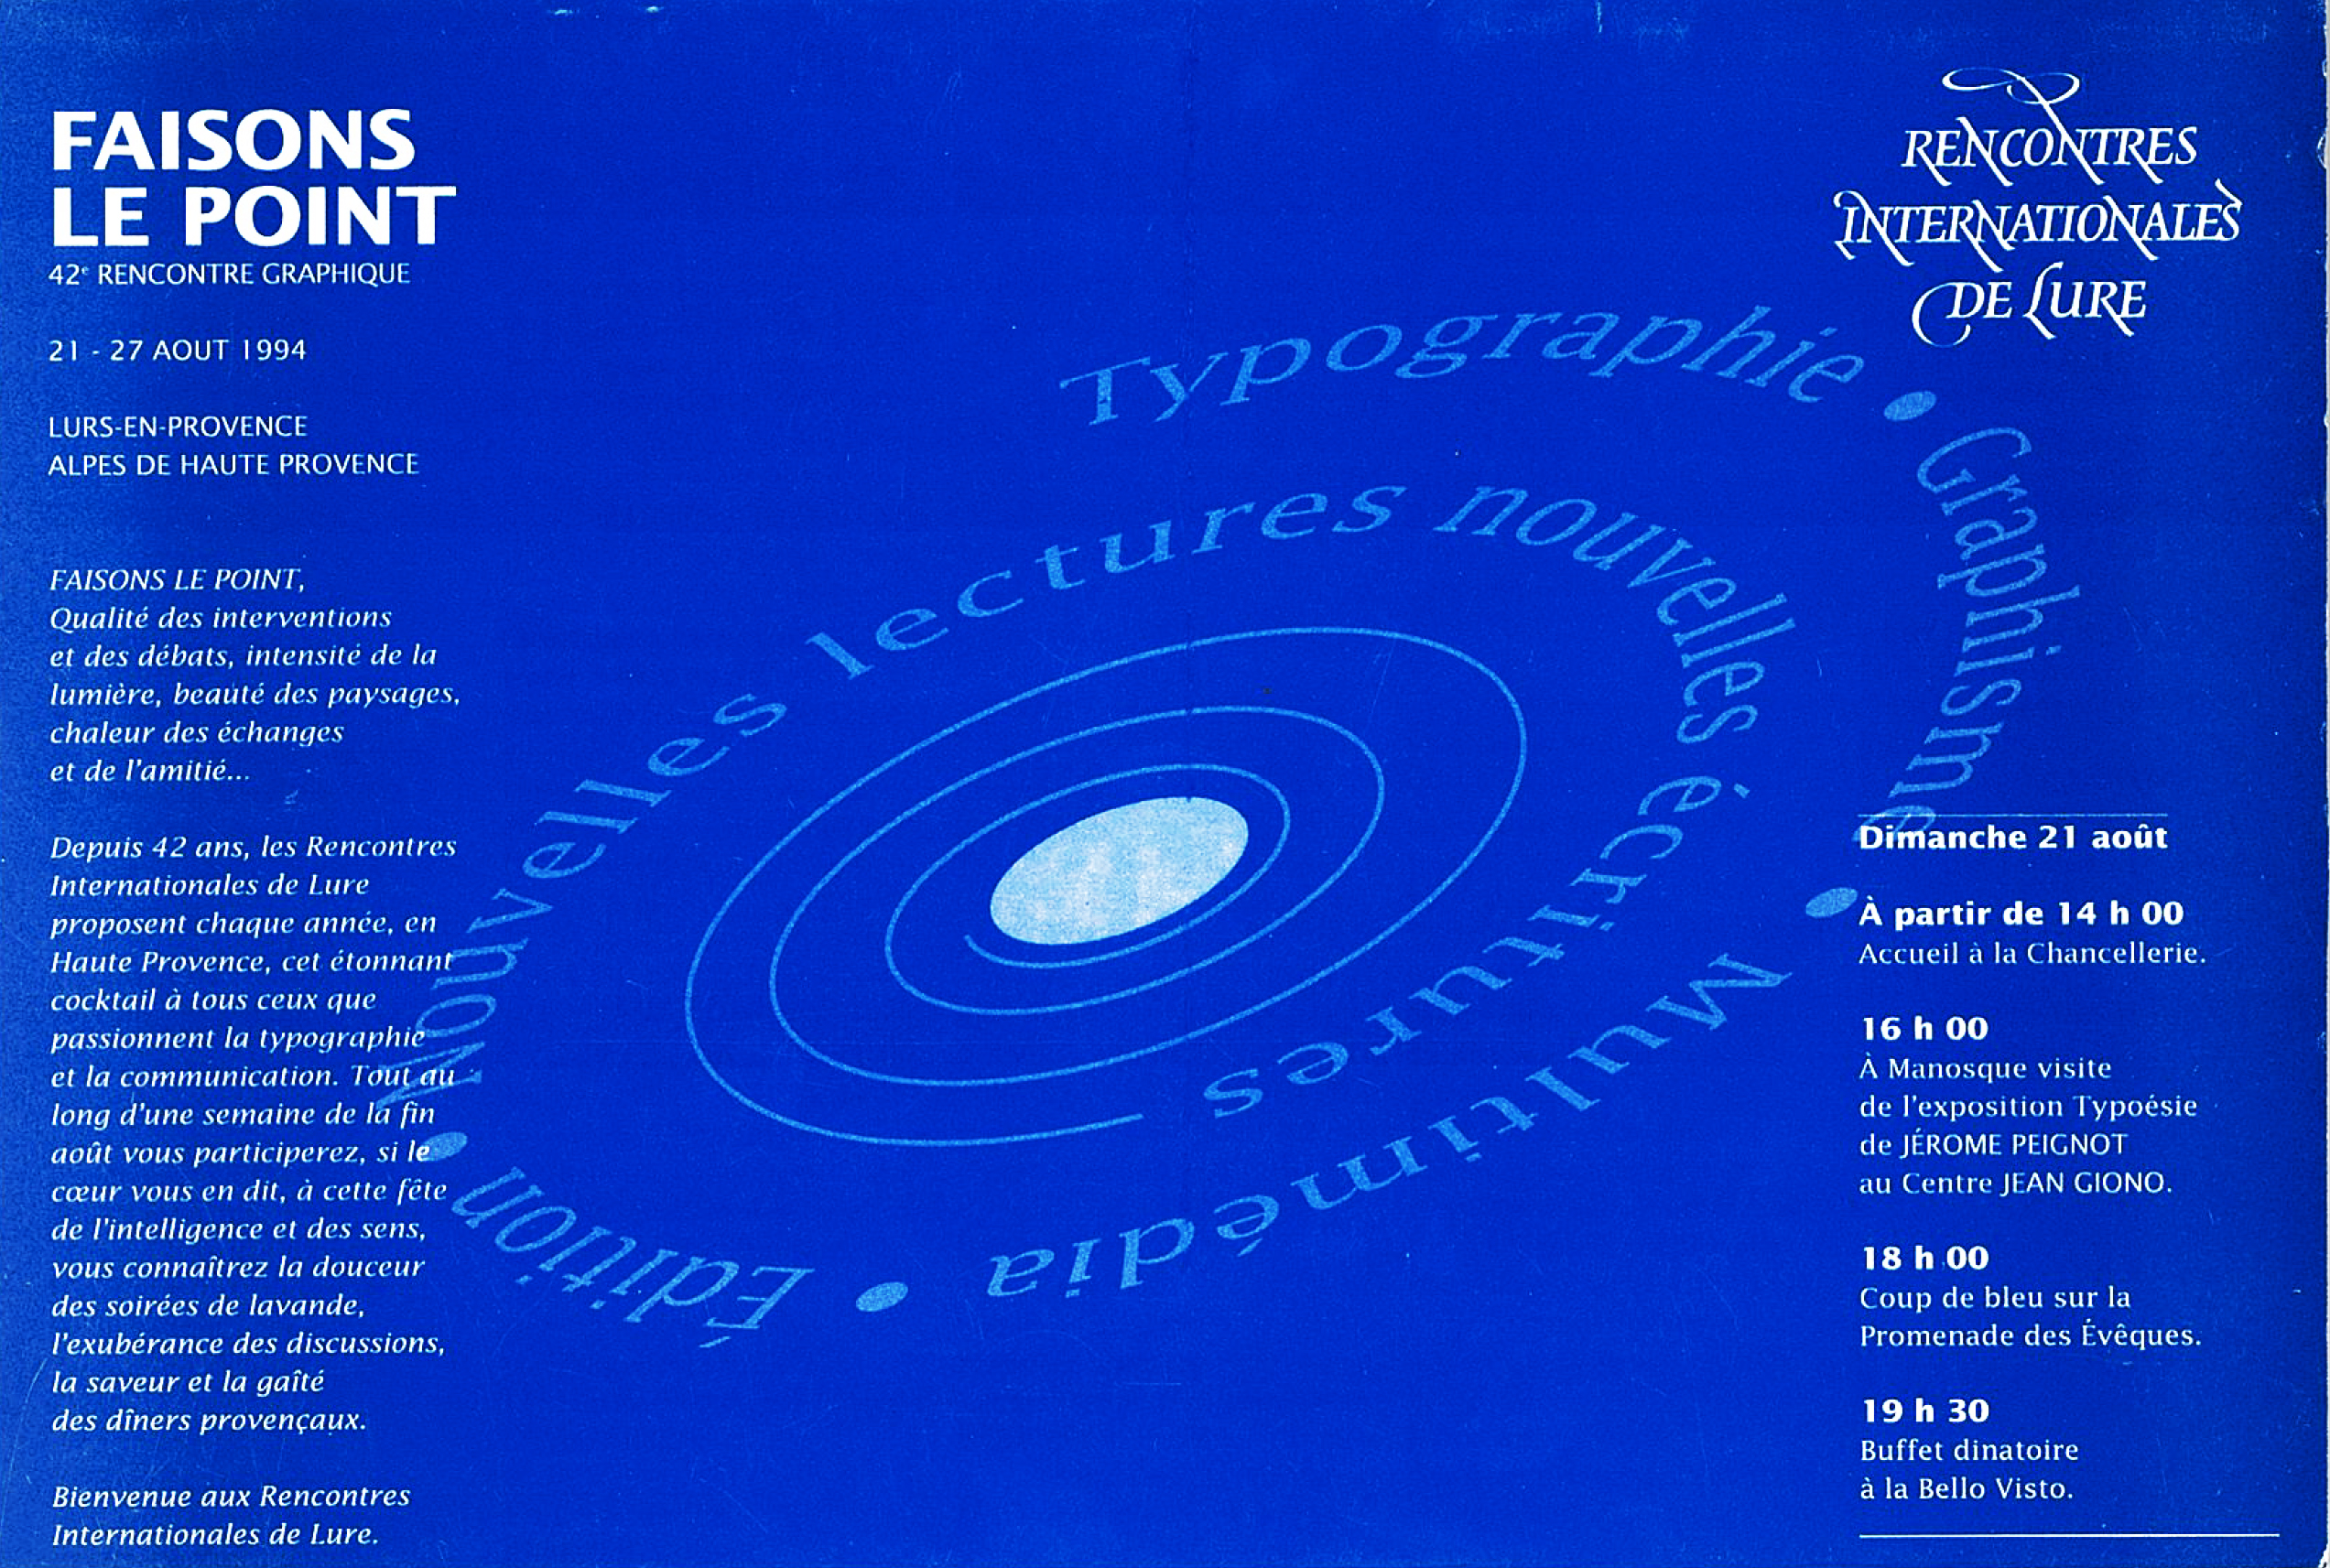 FAISONS
LE POINT
42e RENCONTRE GRAPHIQUE
21 - 27 AOUT 1994
LURS-EN-PROVENCE
ALPES DE HAUTE PROVENCE
FAISONS LE POINT,
Qualité des interventions
et des débats, intensité de la
lumière, beauté des paysages,
chaleur des échanges
et de l'amitié...
Depuis 42 ans, les Rencontres
Internationales de Lure
proposent chaque année, en
Haute Provence, cet étonnant
cocktail à tous ceux que
passionnent la typographie
et la communication. Tout au
long d'une semaine de la fin
août vous participerez, si le
cœur vous en dit, à cette fête
de l'intelligence et des sens,
vous connaîtrez la douceur
des soirées de lavande,
l'exubérance des discussions,
la saveur et la gaîté
des dîners provençaux.
Bienvenue aux Rencontres
Internationales de Lure.
Typographie • Graphisme • Multimédia • Édition •
Nouvelles lectures nouvelles écritures
RENCONTRES
INTERNATIONALES
DE LURE
Dimanche 21 août
À partir de 14 h 00
Accueil à la Chancellerie.
16 h 00
À Manosque visite
de l'exposition Typoésie
de JÉROME PEIGNOT
au Centre JEAN GIONO.
18 h 00
Coup de bleu sur la
Promenade des Évêques.
19 h 30
Buffet dinatoire
à la Bello Visto.